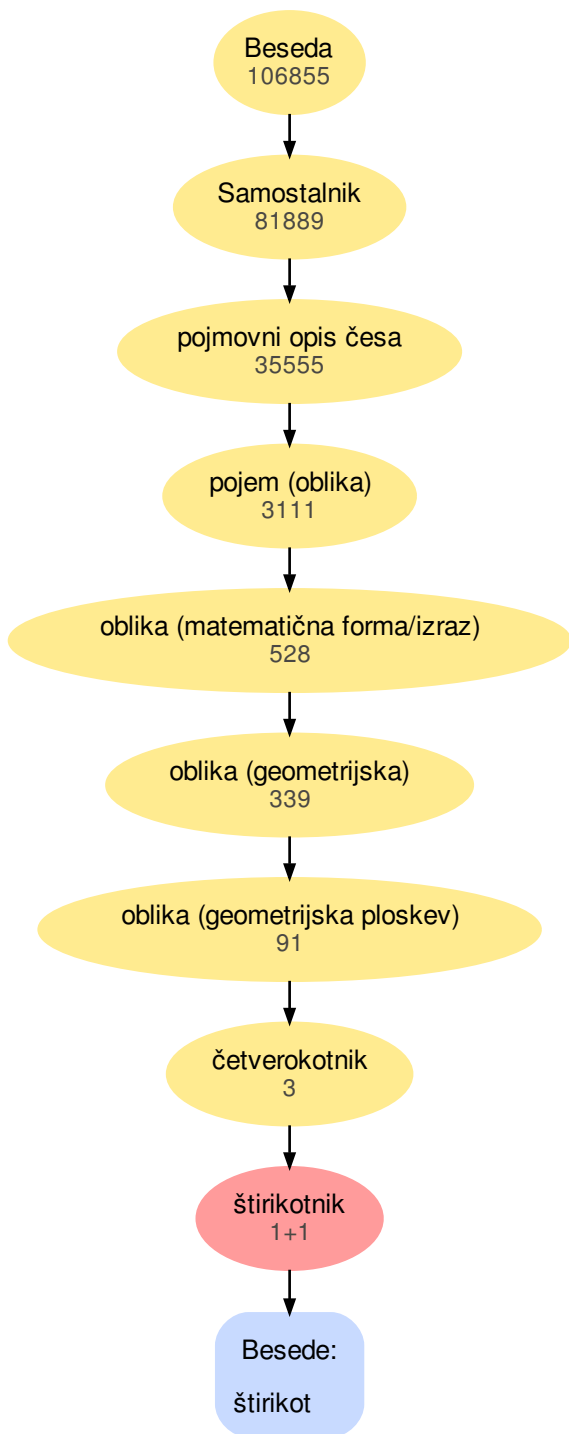 Beseda
106855
Samostalnik
81889
pojmovni opis česa
35555
pojem (oblika)
3111
oblika (matematična forma/izraz)
528
oblika (geometrijska)
339
oblika (geometrijska ploskev)
91
četverokotnik
3
štirikotnik
1+1
Besede:
štirikot